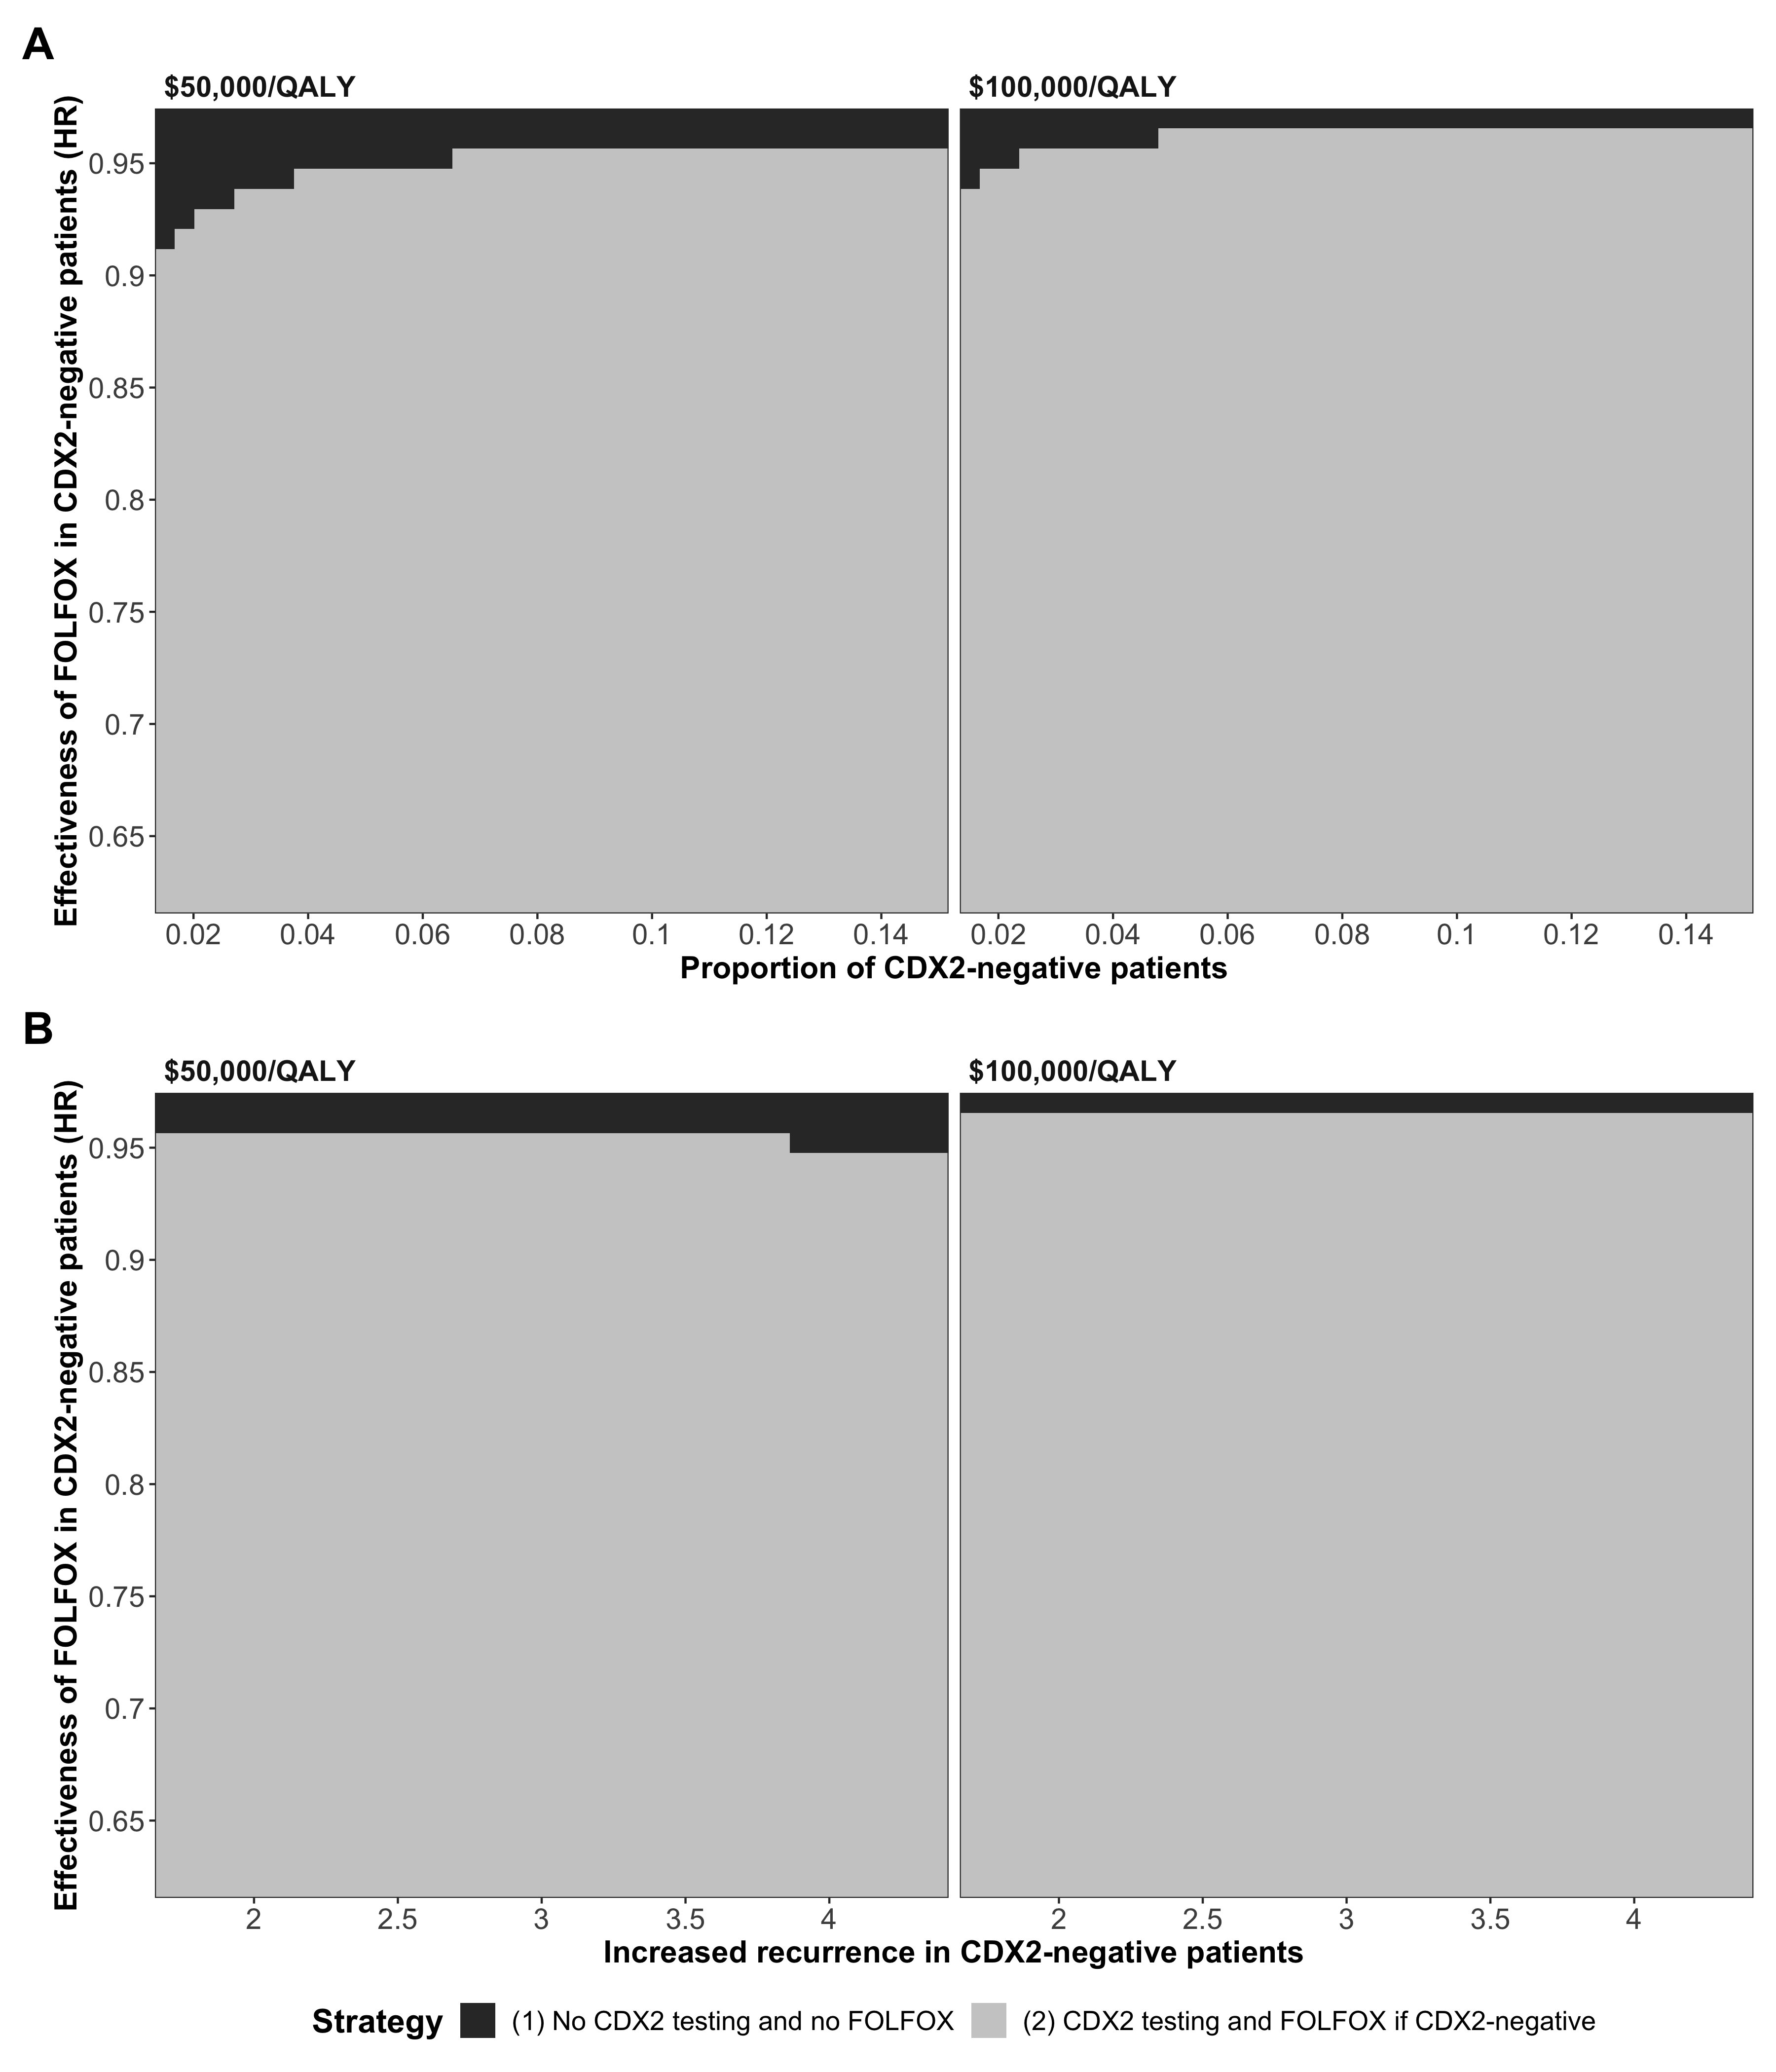 A
$50,000/QALY
$100,000/QALY
Effectiveness of FOLFOX in CDX2-negative patients (HR)
0.95
0.9
0.85
0.8
0.75
0.7
0.65
0.02 0.04 0.06 0.08 0.1 0.12 0.14
0.02 0.04 0.06 0.08 0.1 0.12 0.14
Proportion of CDX2-negative patients
B
$50,000/QALY
$100,000/QALY
Effectiveness of FOLFOX in CDX2-negative patients (HR)
0.95
0.9
0.85
0.8
0.75
0.7
0.65
2 2.5 3 3.5 4
2 2.5 3 3.5 4
Increased recurrence in CDX2-negative patients
Strategy (1) No CDX2 testing and no FOLFOX (2) CDX2 testing and FOLFOX if CDX2-negative